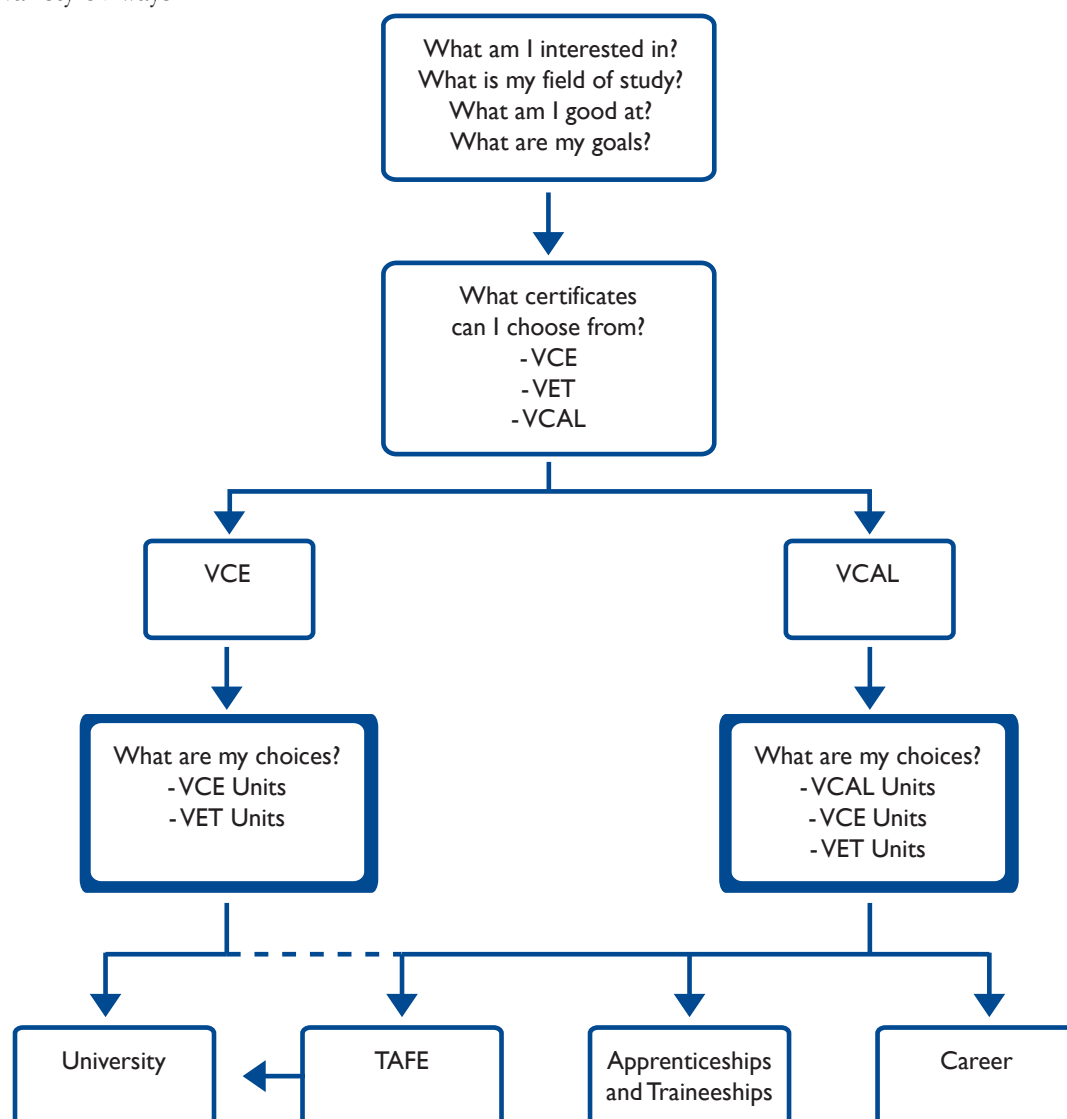 What am I interested in?
What is my field of study?
What am I good at?
What are my goals?
What certificates
can I choose from?
- VCE
- VET
- VCAL
VCE
VCAL
What are my choices?
- VCE Units
- VET Units
What are my choices?
- VCAL Units
- VCE Units
- VET Units
University
TAFE
Apprenticeships
and Traineeships
Career